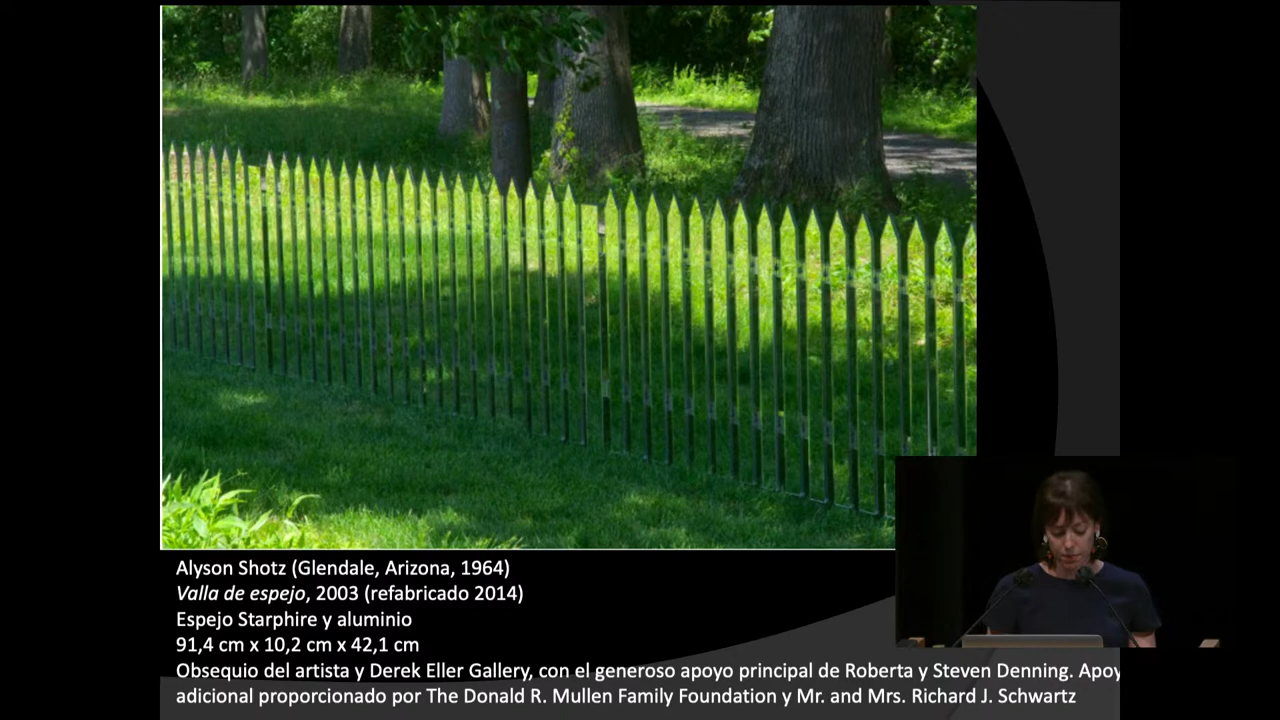 Alyson Shotz (Glendale, Arizona, 1964)
Valla de espejo, 2003 (refabricado 2014)
Espejo Starphire y aluminio
91,4 cm x 10,2 cm x 42,1 cm
Obsequio del artista y Derek Eller Gallery, con el generoso apoyo principal de Roberta y Steven Denning. Apoy
adicional proporcionado por The Donald R. Mullen Family Foundation y Mr. and Mrs. Richard J. Schwartz